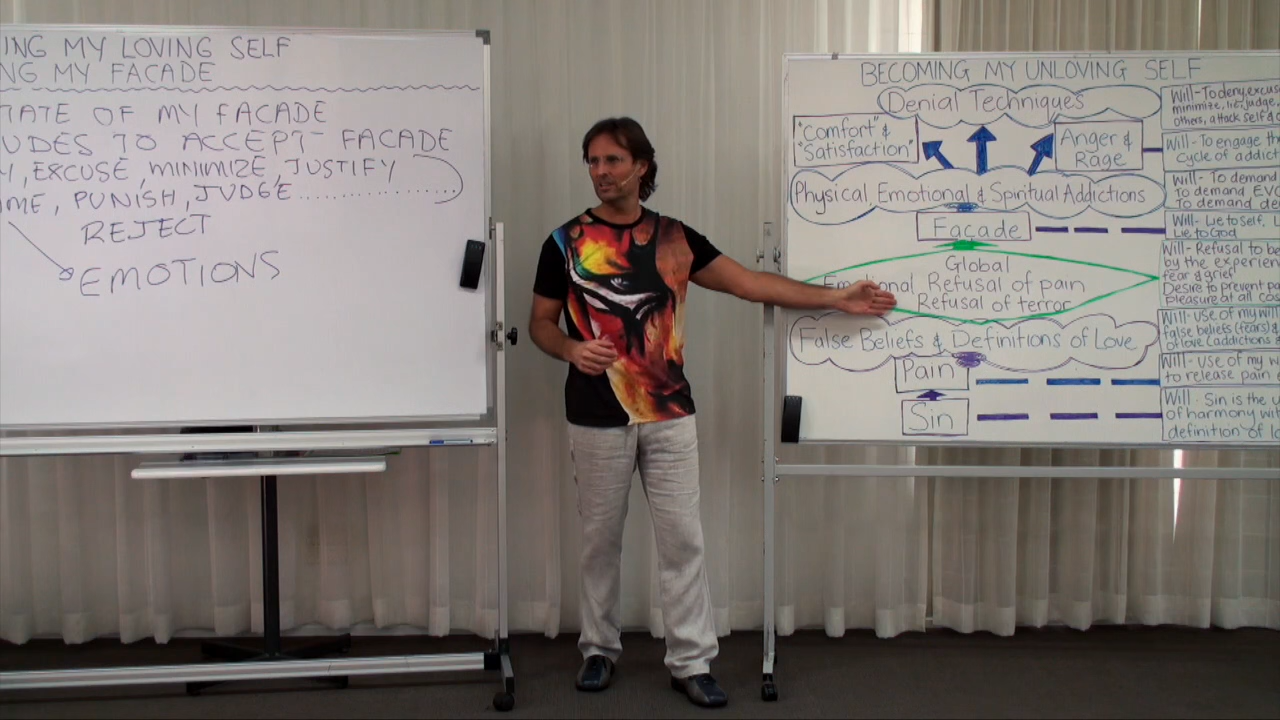 ING MY LOVING SELF
NG MY FACADE
TATE OF MY FACADE
UDES TO ACCEPT FACADE
EXCUSE, MINIMIZE, JUSTIFY
ME, PUNISH, JUDGE..............
REJECT
EMOTIONS
BECOMING MY UNLOVING SELF
Denial Techniques
"Comfort" &
"Satisfaction"
Anger &
Rage
Physical Emotional & Spiritual Addictions
Façade
Global
Emotional Refusal of pain
Refusal of terror
False Beliefs & Definitions of Love
Pain
Sin
Will - To deny, excuse
minimize, lie, judge,
others, attack self &
Will - To engage th
cycle of addict
Will - To demand
To demand EV
To demand de
Will - Lie to self, L
Lie to God
Will - Refusal to b
by the experien
fear & grief
Desire to prevent pa
pleasure at all co
Will - use of my will
false beliefs (fears) &
of love (addictions &
Will - use of my w
to release pain
Will - Sin is the u
of harmony wi
definition of lo